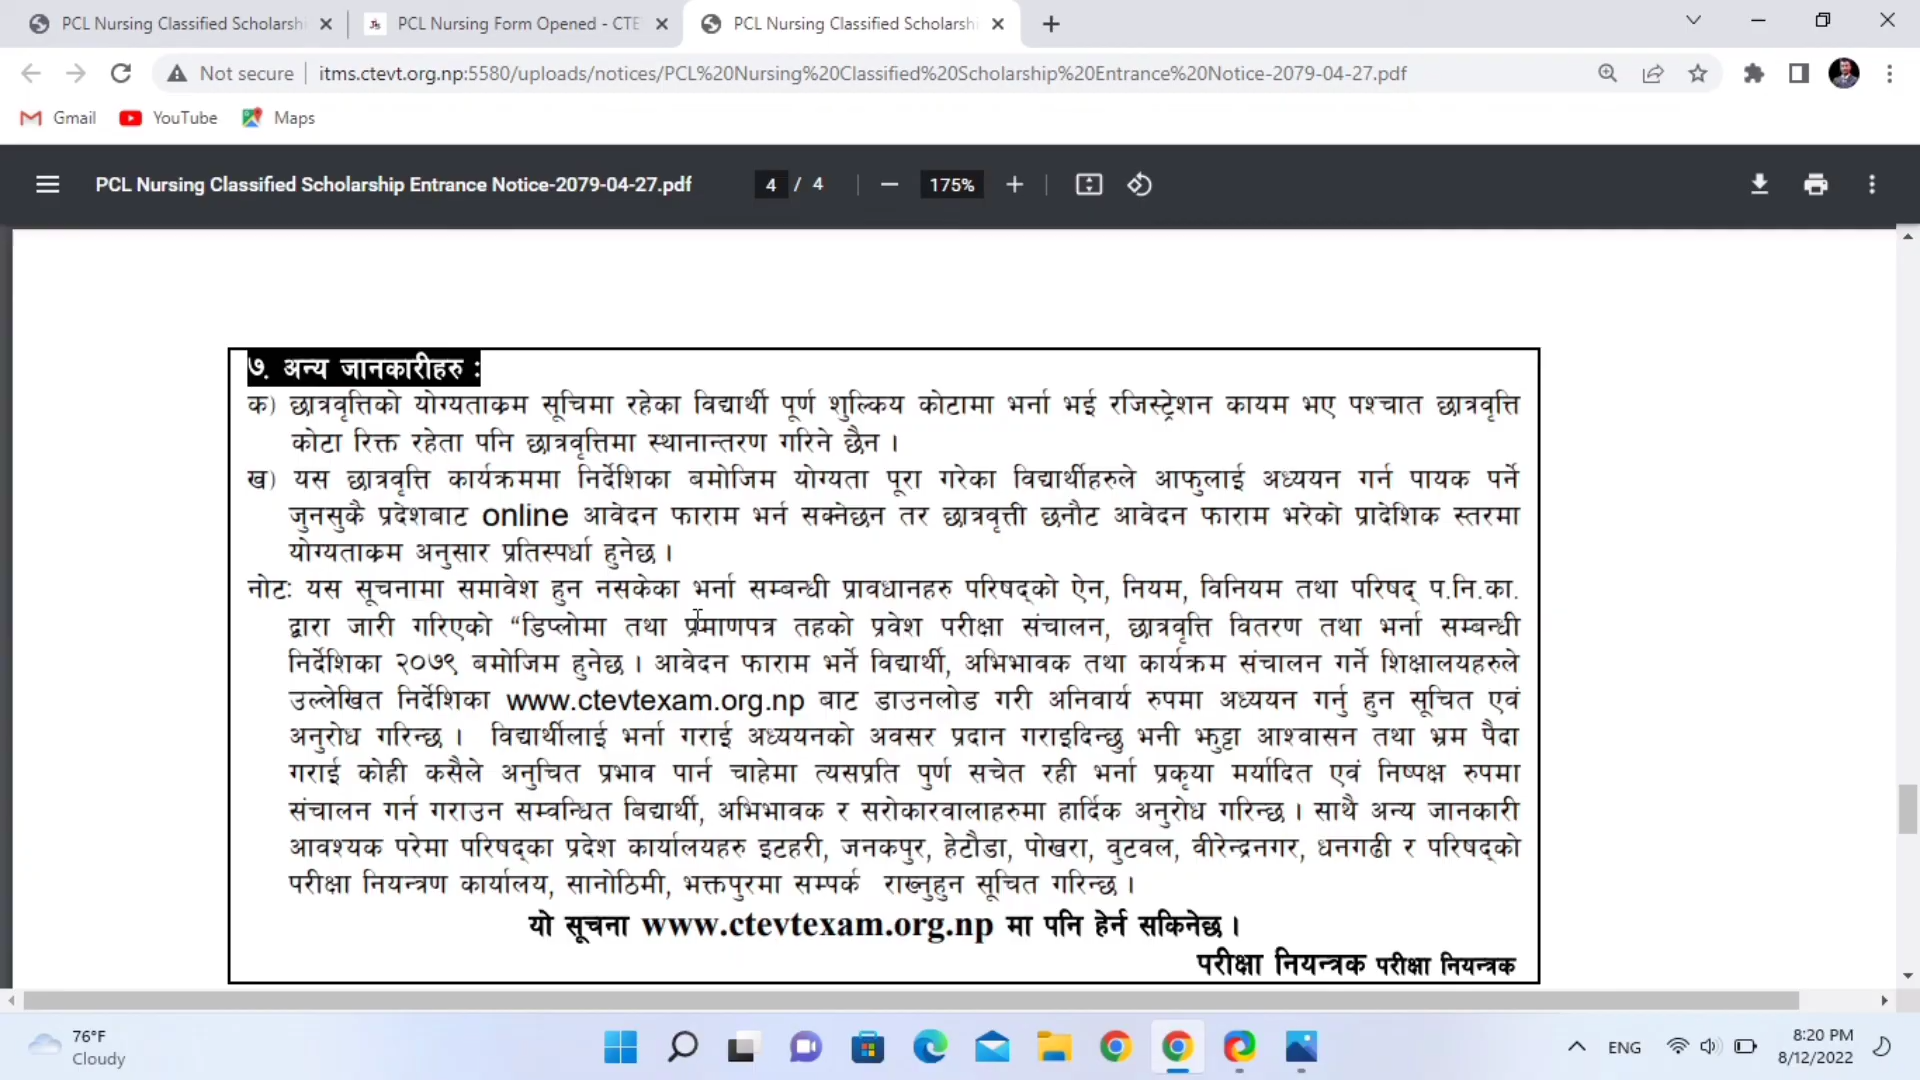 PCL Nursing Classified Scholarshi
PCL Nursing Form Opened - CTE
PCL Nursing Classified Scholarshi
Not secure
itms.ctevt.org.np:5580/uploads/notices/PCL%20Nursing%20Classified%20Scholarship%20Entrance%20Notice-2079-04-27.pdf
Gmail
YouTube
Maps
PCL Nursing Classified Scholarship Entrance Notice-2079-04-27.pdf
4 / 4
175%
७. अन्य जानकारीहरु :
क) छात्रवृत्तिको योग्यताक्रम सूचिमा रहेका विद्यार्थी पूर्ण शुल्किय कोटामा भर्ना भई रजिस्ट्रेशन कायम भए पश्चात छात्रवृत्ति
कोटा रिक्त रहेता पनि छात्रवृत्तिमा स्थानान्तरण गरिने छैन ।
ख) यस छात्रवृत्ति कार्यक्रममा निर्देशिका बमोजिम योग्यता पूरा गरेका विद्यार्थीहरुले आफुलाई अध्ययन गर्न पायक पर्ने
जुनसुकै प्रदेशबाट online आवेदन फाराम भर्न सक्नेछन तर छात्रवृत्ती छनौट आवेदन फाराम भरेको प्रादेशिक स्तरमा
योग्यताक्रम अनुसार प्रतिस्पर्धा हुनेछ ।
नोटः यस सूचनामा समावेश हुन नसकेका भर्ना सम्बन्धी प्रावधानहरु परिषद्को ऐन, नियम, विनियम तथा परिषद् प.नि.का.
द्वारा जारी गरिएको “डिप्लोमा तथा प्रमाणपत्र तहको प्रवेश परीक्षा संचालन, छात्रवृत्ति वितरण तथा भर्ना सम्बन्धी
निर्देशिका २०७९ बमोजिम हुनेछ । आवेदन फाराम भर्ने विद्यार्थी, अभिभावक तथा कार्यक्रम संचालन गर्ने शिक्षालयहरुले
उल्लेखित निर्देशिका www.ctevtexam.org.np बाट डाउनलोड गरी अनिवार्य रुपमा अध्ययन गर्नु हुन सूचित एवं
अनुरोध गरिन्छ । विद्यार्थीलाई भर्ना गराई अध्ययनको अवसर प्रदान गराइदिन्छु भनी झुट्टा आश्वासन तथा भ्रम पैदा
गराई कोही कसैले अनुचित प्रभाव पार्न चाहेमा त्यसप्रति पुर्ण सचेत रही भर्ना प्रकृया मर्यादित एवं निष्पक्ष रुपमा
संचालन गर्न गराउन सम्वन्धित बिद्यार्थी, अभिभावक र सरोकारवालाहरुमा हार्दिक अनुरोध गरिन्छ । साथै अन्य जानकारी
आवश्यक परेमा परिषद्का प्रदेश कार्यालयहरु इटहरी, जनकपुर, हेटौडा, पोखरा, वुटवल, वीरेन्द्रनगर, धनगढी र परिषद्को
परीक्षा नियन्त्रण कार्यालय, सानोठिमी, भक्तपुरमा सम्पर्क राख्नुहुन सूचित गरिन्छ ।
यो सूचना www.ctevtexam.org.np मा पनि हेर्न सकिनेछ ।
परीक्षा नियन्त्रक परीक्षा नियन्त्रक
76°F
Cloudy
ENG
8:20 PM
8/12/2022